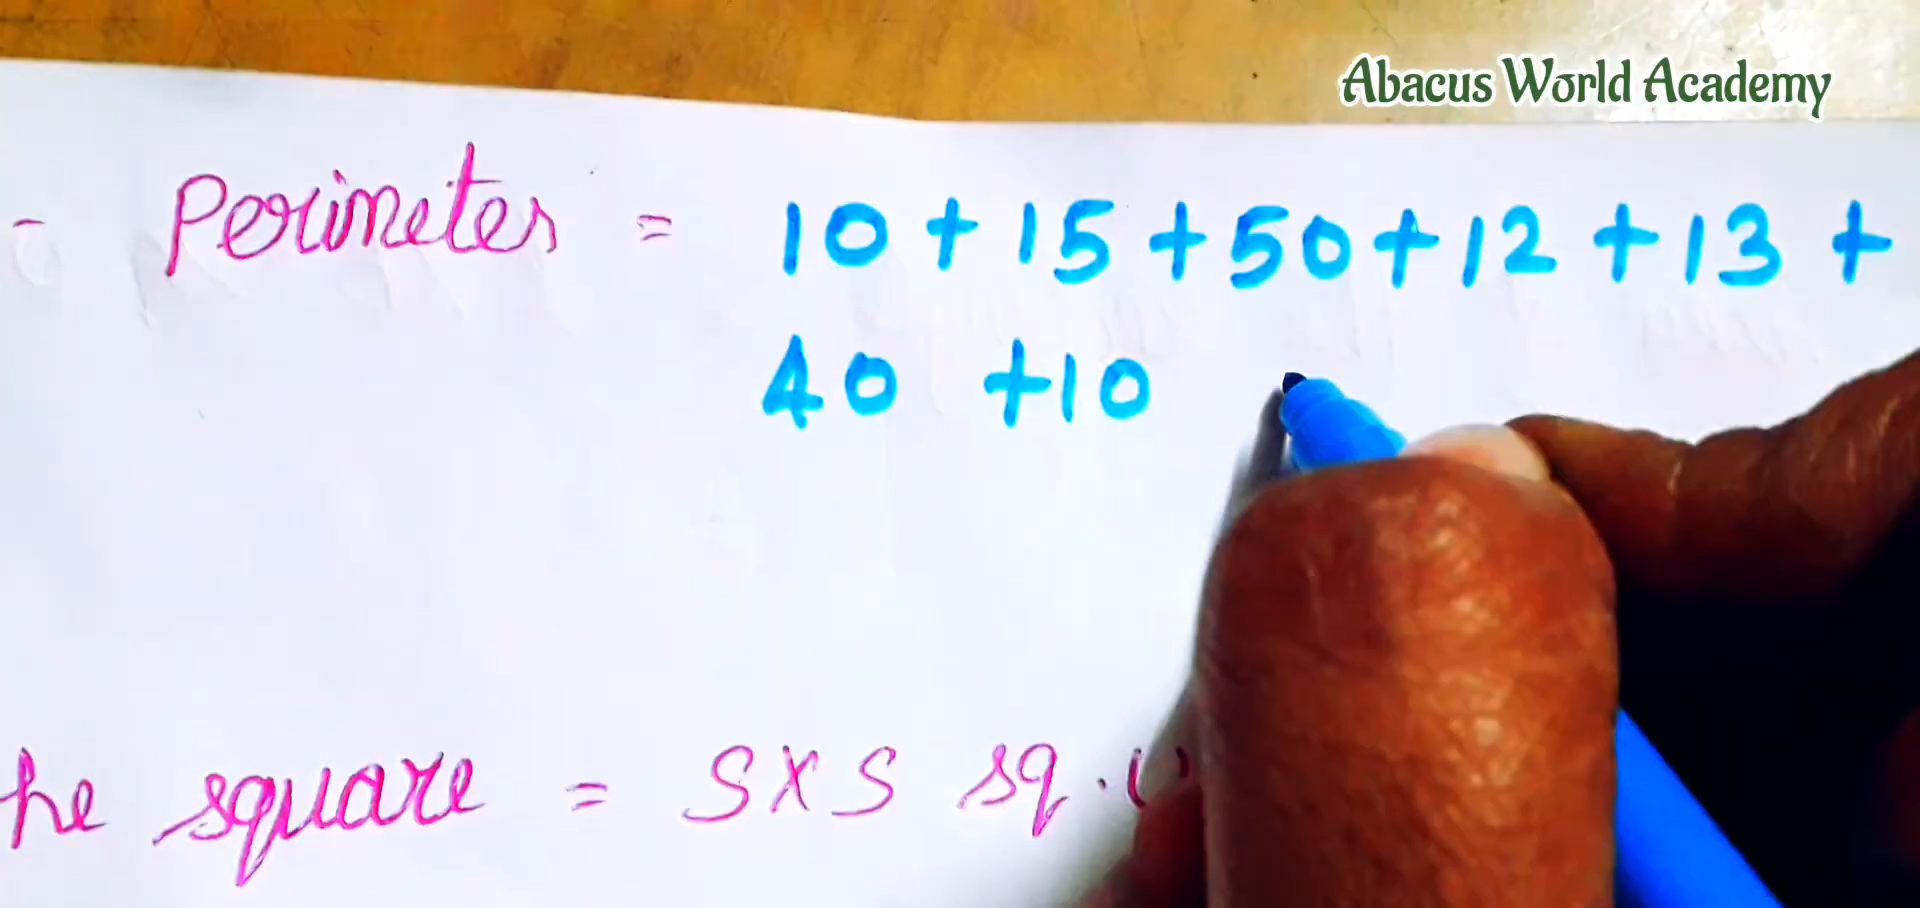 Abacus World Academy
- Perimeter = 10 + 15 + 50 + 12 + 13 +
40 + 10
he square = S X S sq.